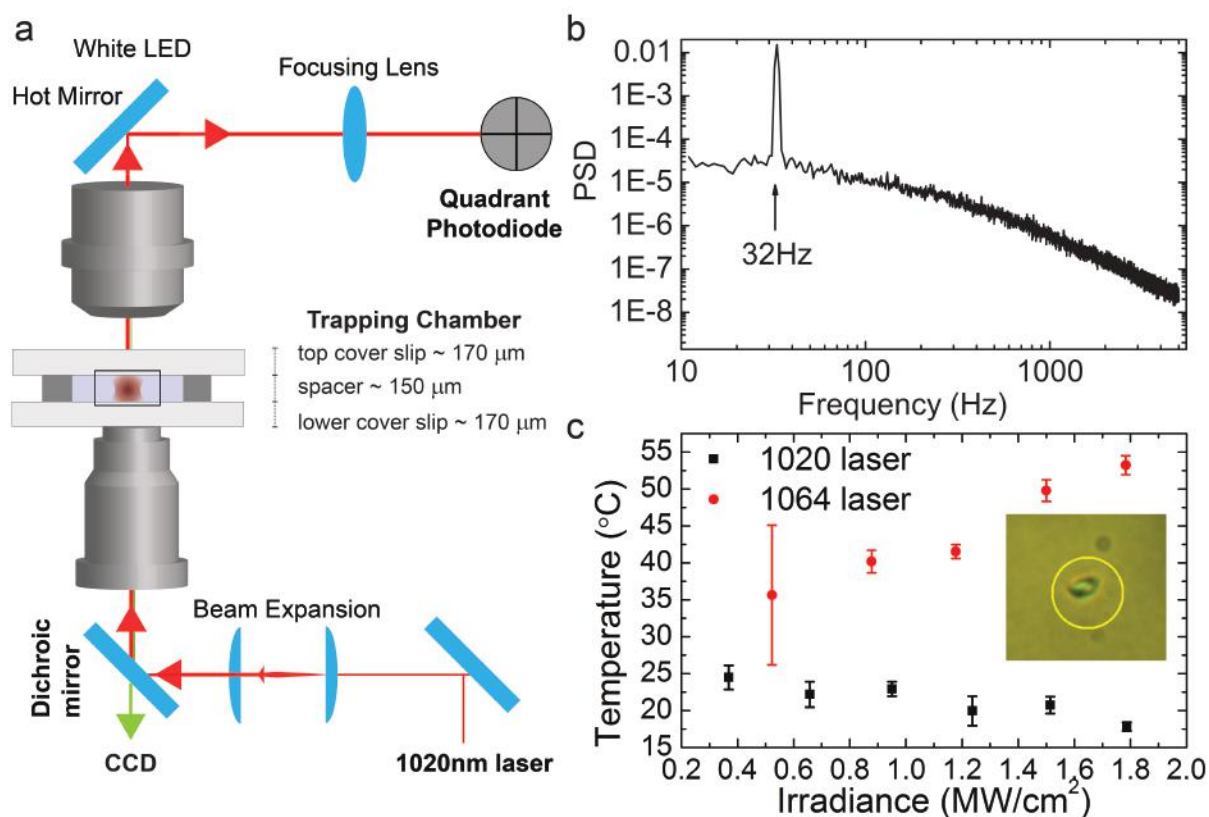 a
White LED
Hot Mirror
Focusing Lens
Quadrant
Photodiode
Trapping Chamber
top cover slip ~ 170 μm
spacer ~ 150 μm
lower cover slip ~ 170 μm
Beam Expansion
Dichroic
mirror
CCD
1020nm laser
b
0.01
1E-3
1E-4
1E-5
1E-6
1E-7
1E-8
PSD
32Hz
10
100
1000
Frequency (Hz)
c
55
50
45
40
35
30
25
20
15
Temperature (°C)
1020 laser
1064 laser
0.2 0.4 0.6 0.8 1.0 1.2 1.4 1.6 1.8 2.0
Irradiance (MW/cm²)